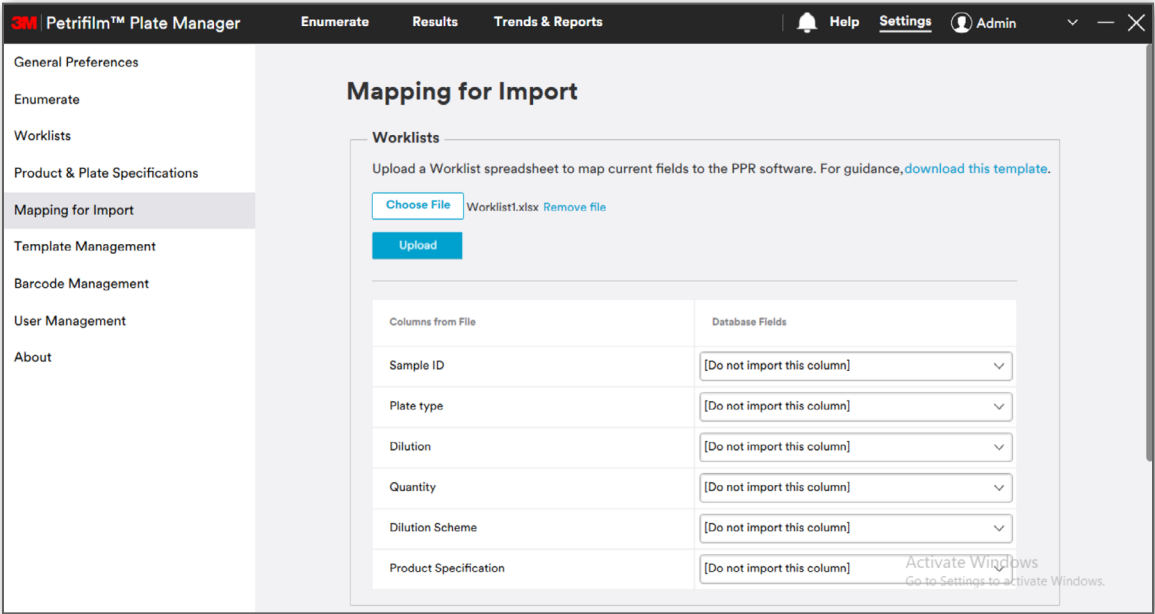 3M Petrifilm™ Plate Manager Enumerate Results Trends & Reports Help Settings Admin
General Preferences
Enumerate
Worklists
Product & Plate Specifications
Mapping for Import
Template Management
Barcode Management
User Management
About
Mapping for Import
Worklists
Upload a Worklist spreadsheet to map current fields to the PPR software. For guidance,download this template.
Choose File Worklist1.xlsx Remove file
Upload
Columns from File Database Fields
Sample ID [Do not import this column]
Plate type [Do not import this column]
Dilution [Do not import this column]
Quantity [Do not import this column]
Dilution Scheme [Do not import this column]
Product Specification [Do not import this column]
Activate Windows
Go to Settings to activate Windows.